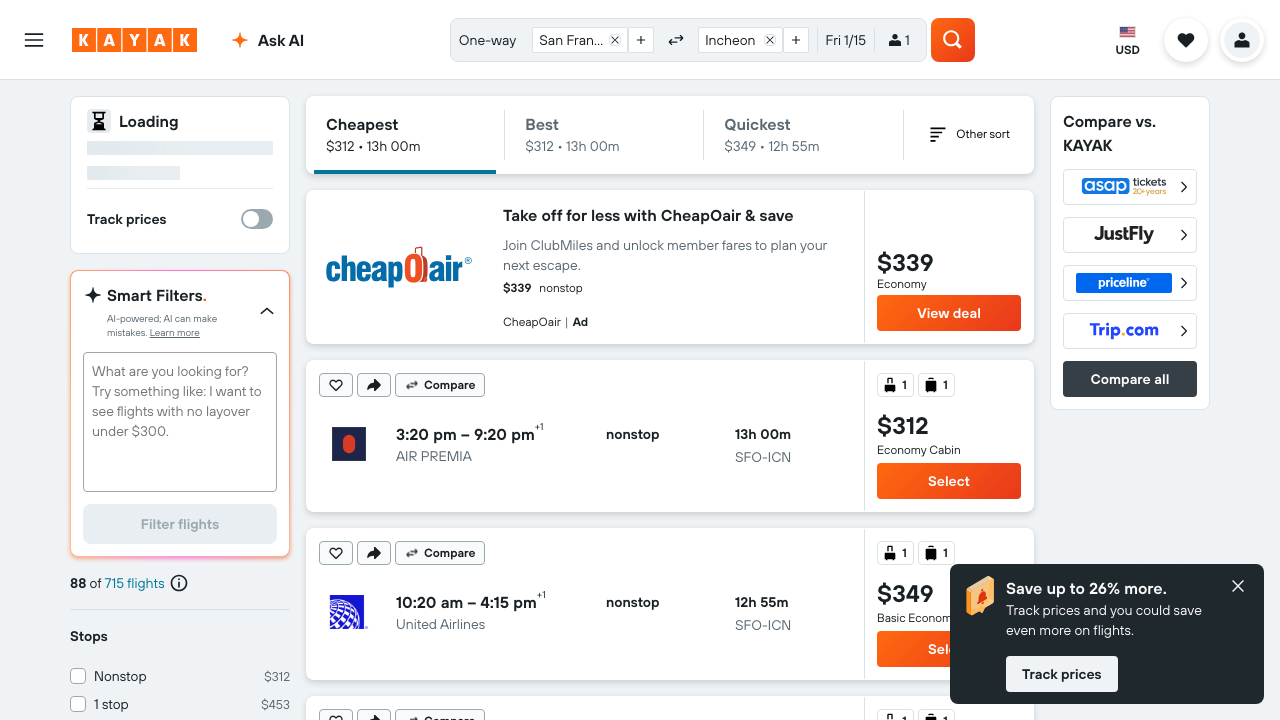 KAYAK
Ask AI
One-way
San Fran...
Incheon
Fri 1/15
1
USD
Loading
Track prices
Smart Filters.
AI-powered; AI can make
mistakes. Learn more
What are you looking for?
Try something like: I want to
see flights with no layover
under $300.
Filter flights
88 of 715 flights
Stops
Nonstop
$312
1 stop
$453
Cheapest
$312 • 13h 00m
Best
$312 • 13h 00m
Quickest
$349 • 12h 55m
Other sort
cheapOair®
Take off for less with CheapOair & save
Join ClubMiles and unlock member fares to plan your
next escape.
$339 nonstop
CheapOair | Ad
$339
Economy
View deal
Compare
3:20 pm – 9:20 pm+1
AIR PREMIA
nonstop
13h 00m
SFO-ICN
1
1
$312
Economy Cabin
Select
Compare
10:20 am – 4:15 pm+1
United Airlines
nonstop
12h 55m
SFO-ICN
1
1
$349
Basic Econom
Sel
Compare
1
1
Compare vs.
KAYAK
asap tickets
20+ years
JustFly
priceline
Trip.com
Compare all
Save up to 26% more.
Track prices and you could save
even more on flights.
Track prices